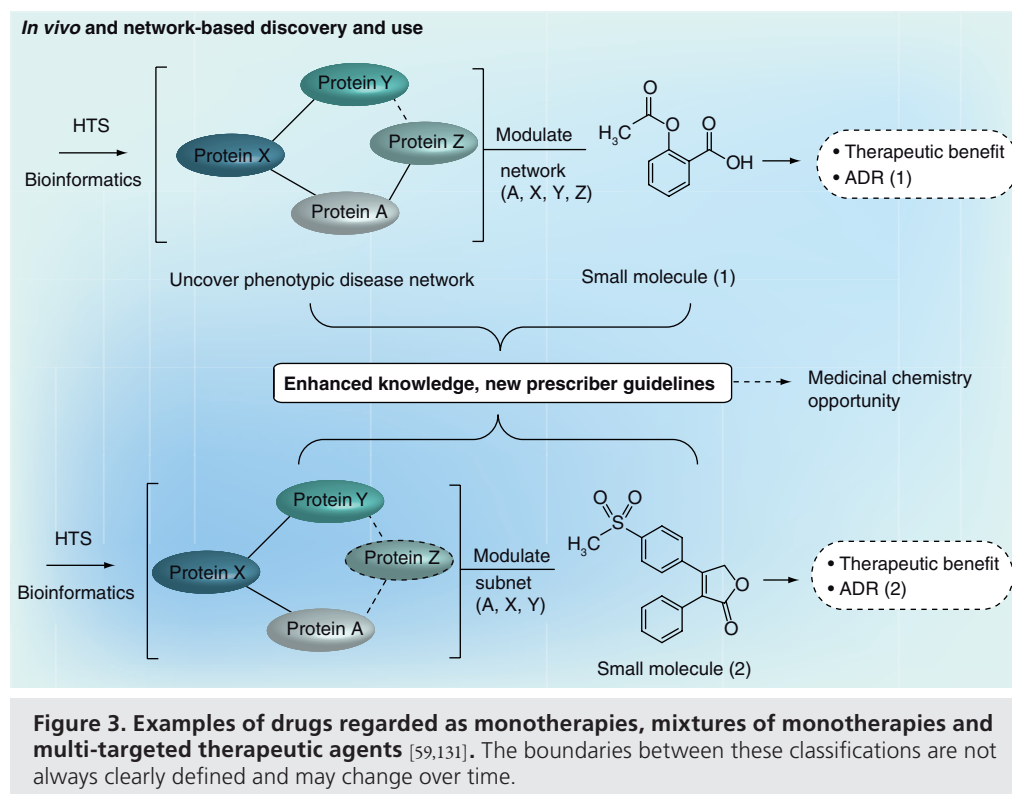 In vivo and network-based discovery and use
HTS
Bioinformatics
Protein Y
Protein X
Protein Z
Protein A
Modulate
network
(A, X, Y, Z)
O
O
H3C
O
OH
• Therapeutic benefit
• ADR (1)
Uncover phenotypic disease network
Small molecule (1)
Enhanced knowledge, new prescriber guidelines
Medicinal chemistry
opportunity
HTS
Bioinformatics
Protein Y
Protein X
Protein Z
Protein A
Modulate
subnet
(A, X, Y)
O O
S
H3C
O
O
• Therapeutic benefit
• ADR (2)
Small molecule (2)
Figure 3. Examples of drugs regarded as monotherapies, mixtures of monotherapies and
multi-targeted therapeutic agents [59,131]. The boundaries between these classifications are not
always clearly defined and may change over time.